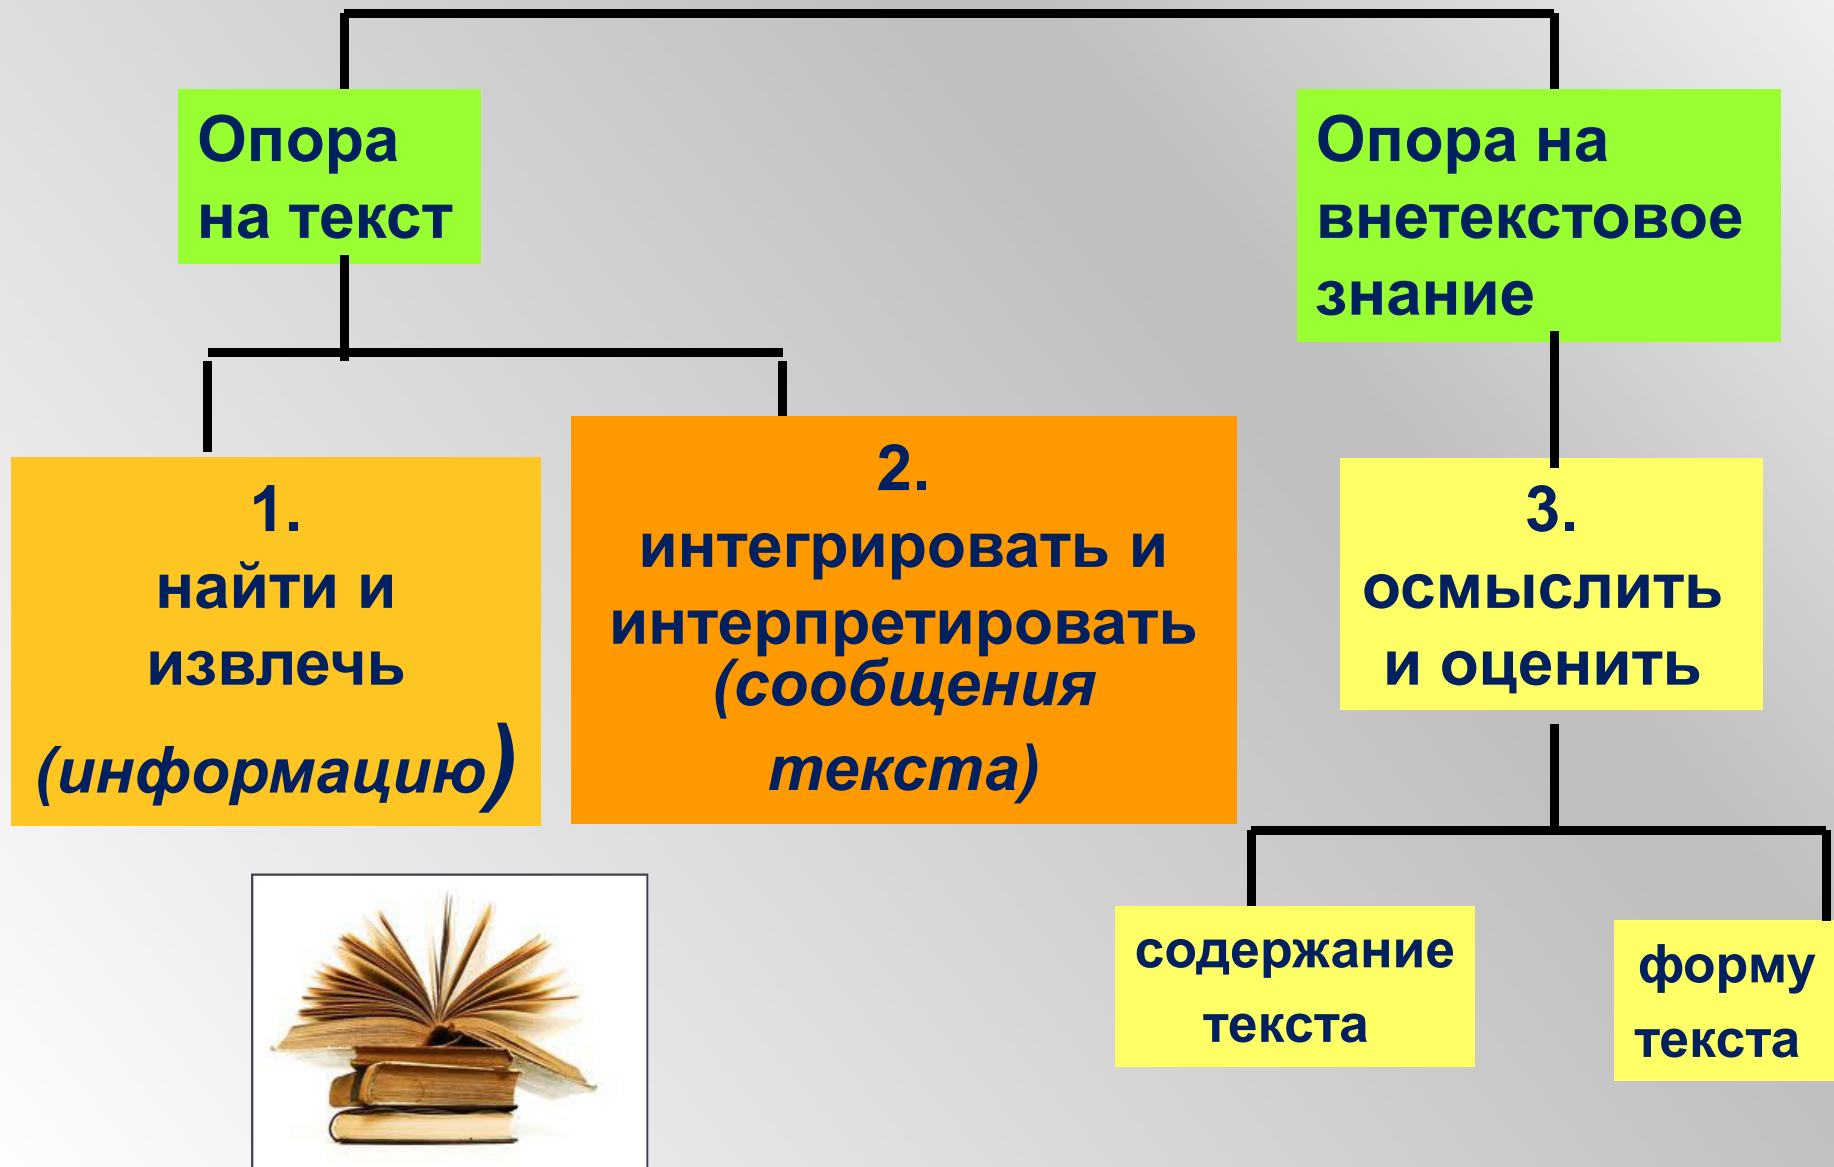 Опора
на текст
Опора на
внетекстовое
знание
1.
найти и
извлечь
(информацию)
2.
интегрировать и
интерпретировать
(сообщения
текста)
3.
осмыслить
и оценить
содержание
текста
форму
текста